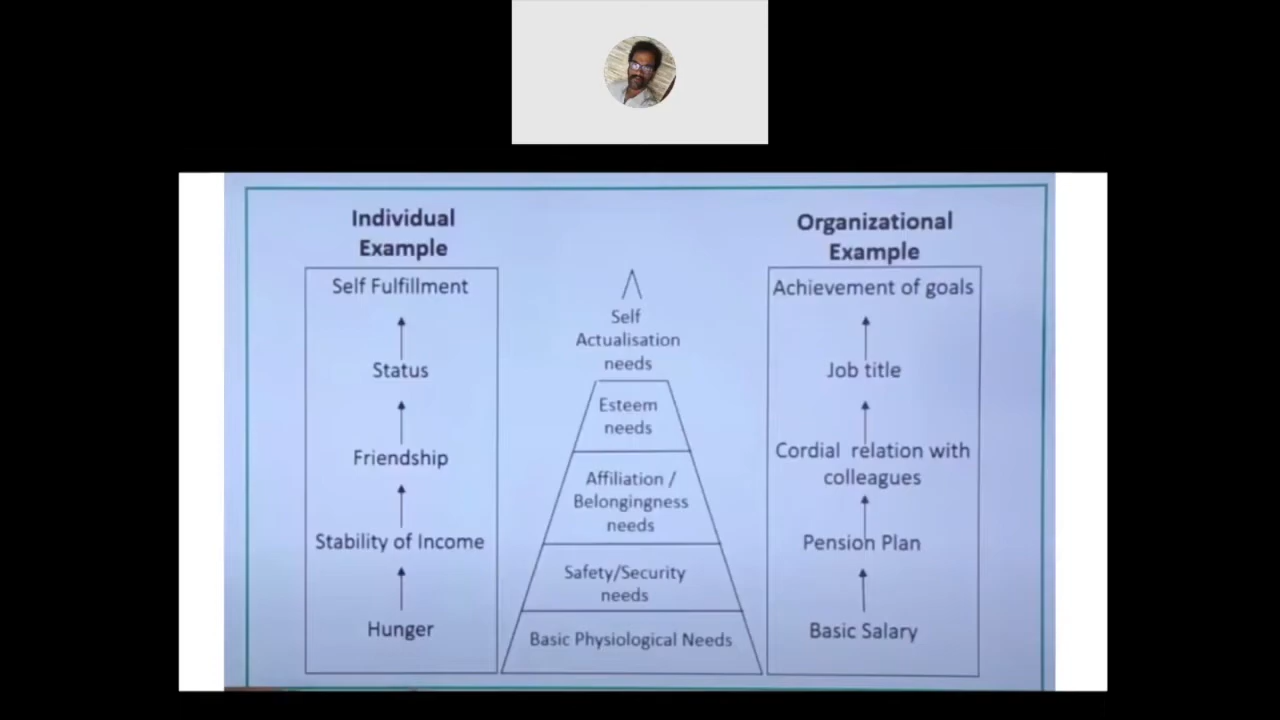 Individual
Example
Self Fulfillment
Status
Friendship
Stability of Income
Hunger
Self
Actualisation
needs
Esteem
needs
Affiliation /
Belongingness
needs
Safety/Security
needs
Basic Physiological Needs
Organizational
Example
Achievement of goals
Job title
Cordial relation with
colleagues
Pension Plan
Basic Salary